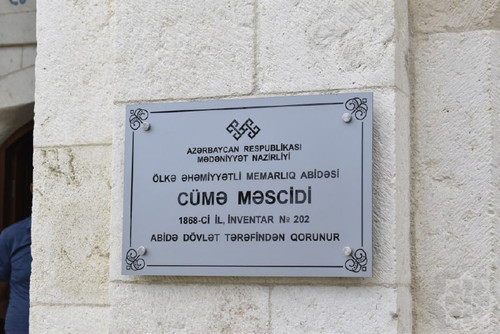 AZƏRBAYCAN RESPUBLİKASI
MƏDƏNİYYƏT NAZİRLİYİ
ÖLKƏ ƏHƏMİYYƏTLİ MEMARLIQ ABİDƏSİ
CÜMƏ MƏSCİDİ
1868-Cİ İL, İNVENTAR № 202
ABİDƏ DÖVLƏT TƏRƏFİNDƏN QORUNUR